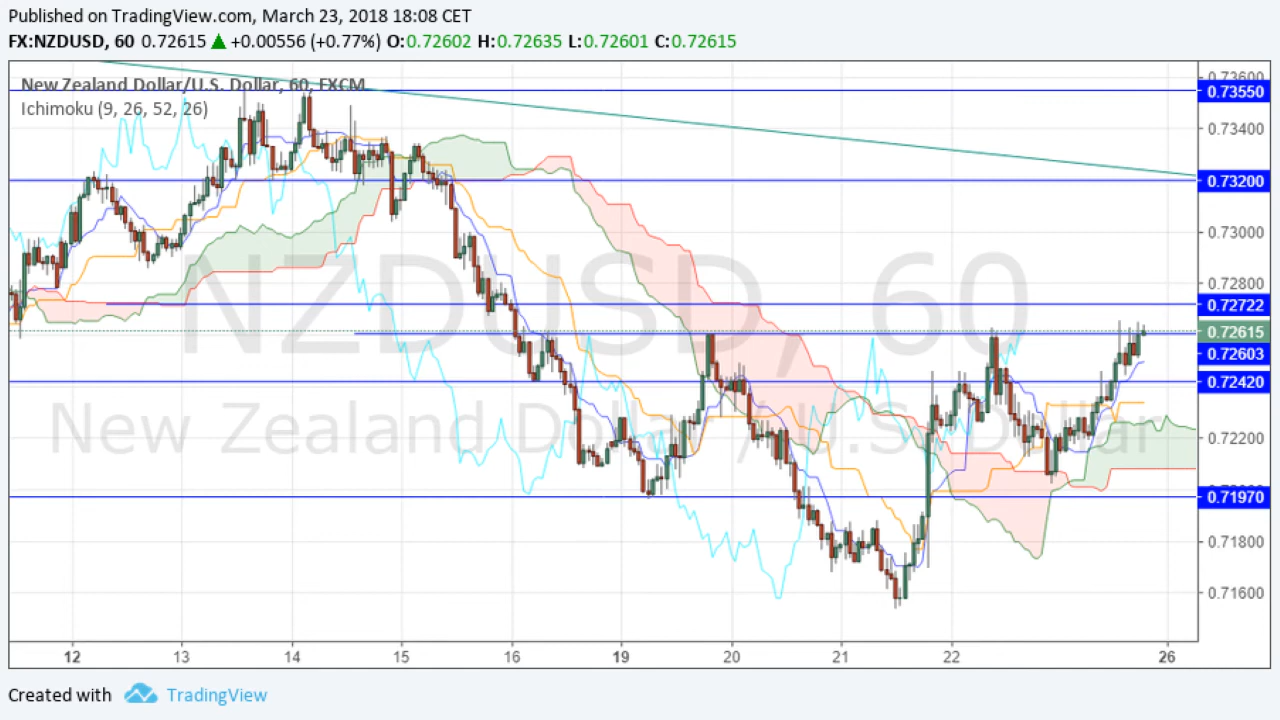 Published on TradingView.com, March 23, 2018 18:08 CET
FX:NZDUSD, 60 0.72615 ▲ +0.00556 (+0.77%) O:0.72602 H:0.72635 L:0.72601 C:0.72615
New Zealand Dollar/U.S. Dollar, 60, FXCM
Ichimoku (9, 26, 52, 26)
NZDUSD, 60
New Zealand Dollar/U.S. Dollar
0.73600
0.73550
0.73400
0.73200
0.73000
0.72800
0.72722
0.72615
0.72603
0.72420
0.72200
0.71970
0.71800
0.71600
12 13 14 15 16 19 20 21 22 26
Created with TradingView